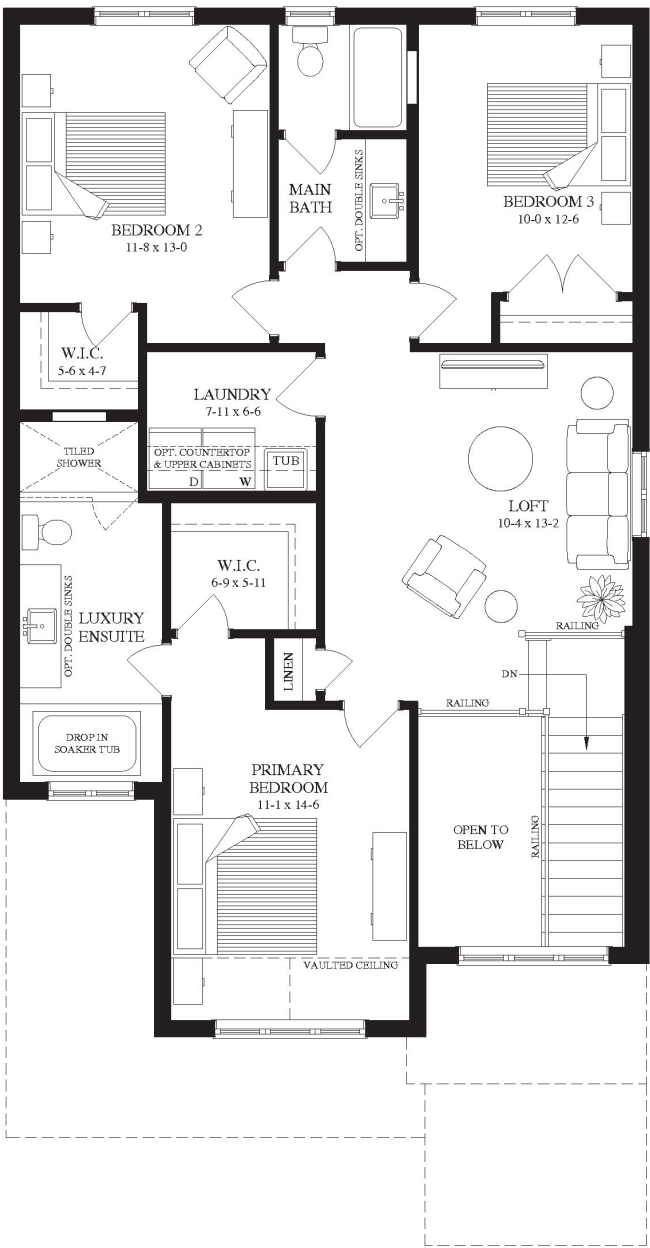 BEDROOM 2
11-8 x 13-0
MAIN
BATH
OPT. DOUBLE SINKS
BEDROOM 3
10-0 x 12-6
W.I.C.
5-6 x 4-7
LAUNDRY
7-11 x 6-6
OPT. COUNTERTOP
& UPPER CABINETS
D W
TUB
TILED
SHOWER
LOFT
10-4 x 13-2
W.I.C.
6-9 x 5-11
OPT. DOUBLE SINKS
LUXURY
ENSUITE
LINEN
RAILING
DN
RAILING
DROP IN
SOAKER TUB
PRIMARY
BEDROOM
11-1 x 14-6
OPEN TO
BELOW
RAILING
VAULTED CEILING